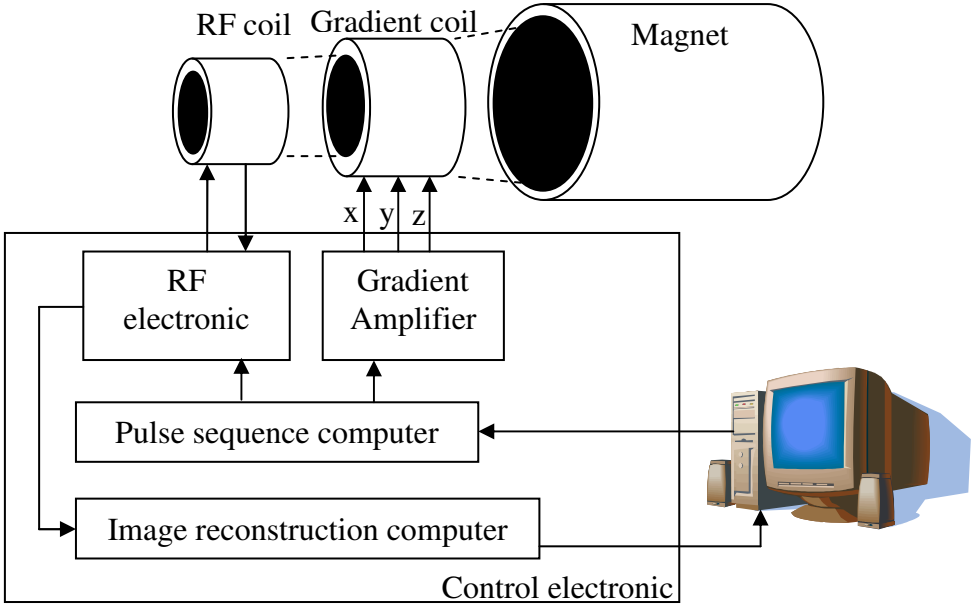 RF coil
Gradient coil
Magnet
x
y
z
RF
electronic
Gradient
Amplifier
Pulse sequence computer
Image reconstruction computer
Control electronic